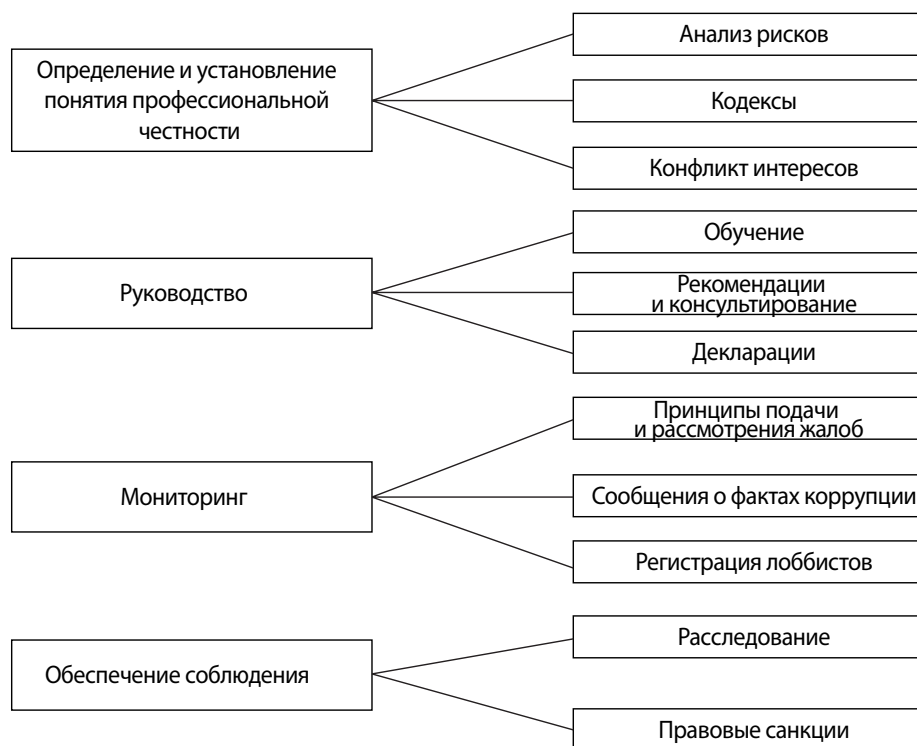 Определение и установление
понятия профессиональной
честности
Анализ рисков
Кодексы
Конфликт интересов
Руководство
Обучение
Рекомендации
и консультирование
Декларации
Мониторинг
Принципы подачи
и рассмотрения жалоб
Сообщения о фактах коррупции
Регистрация лоббистов
Обеспечение соблюдения
Расследование
Правовые санкции